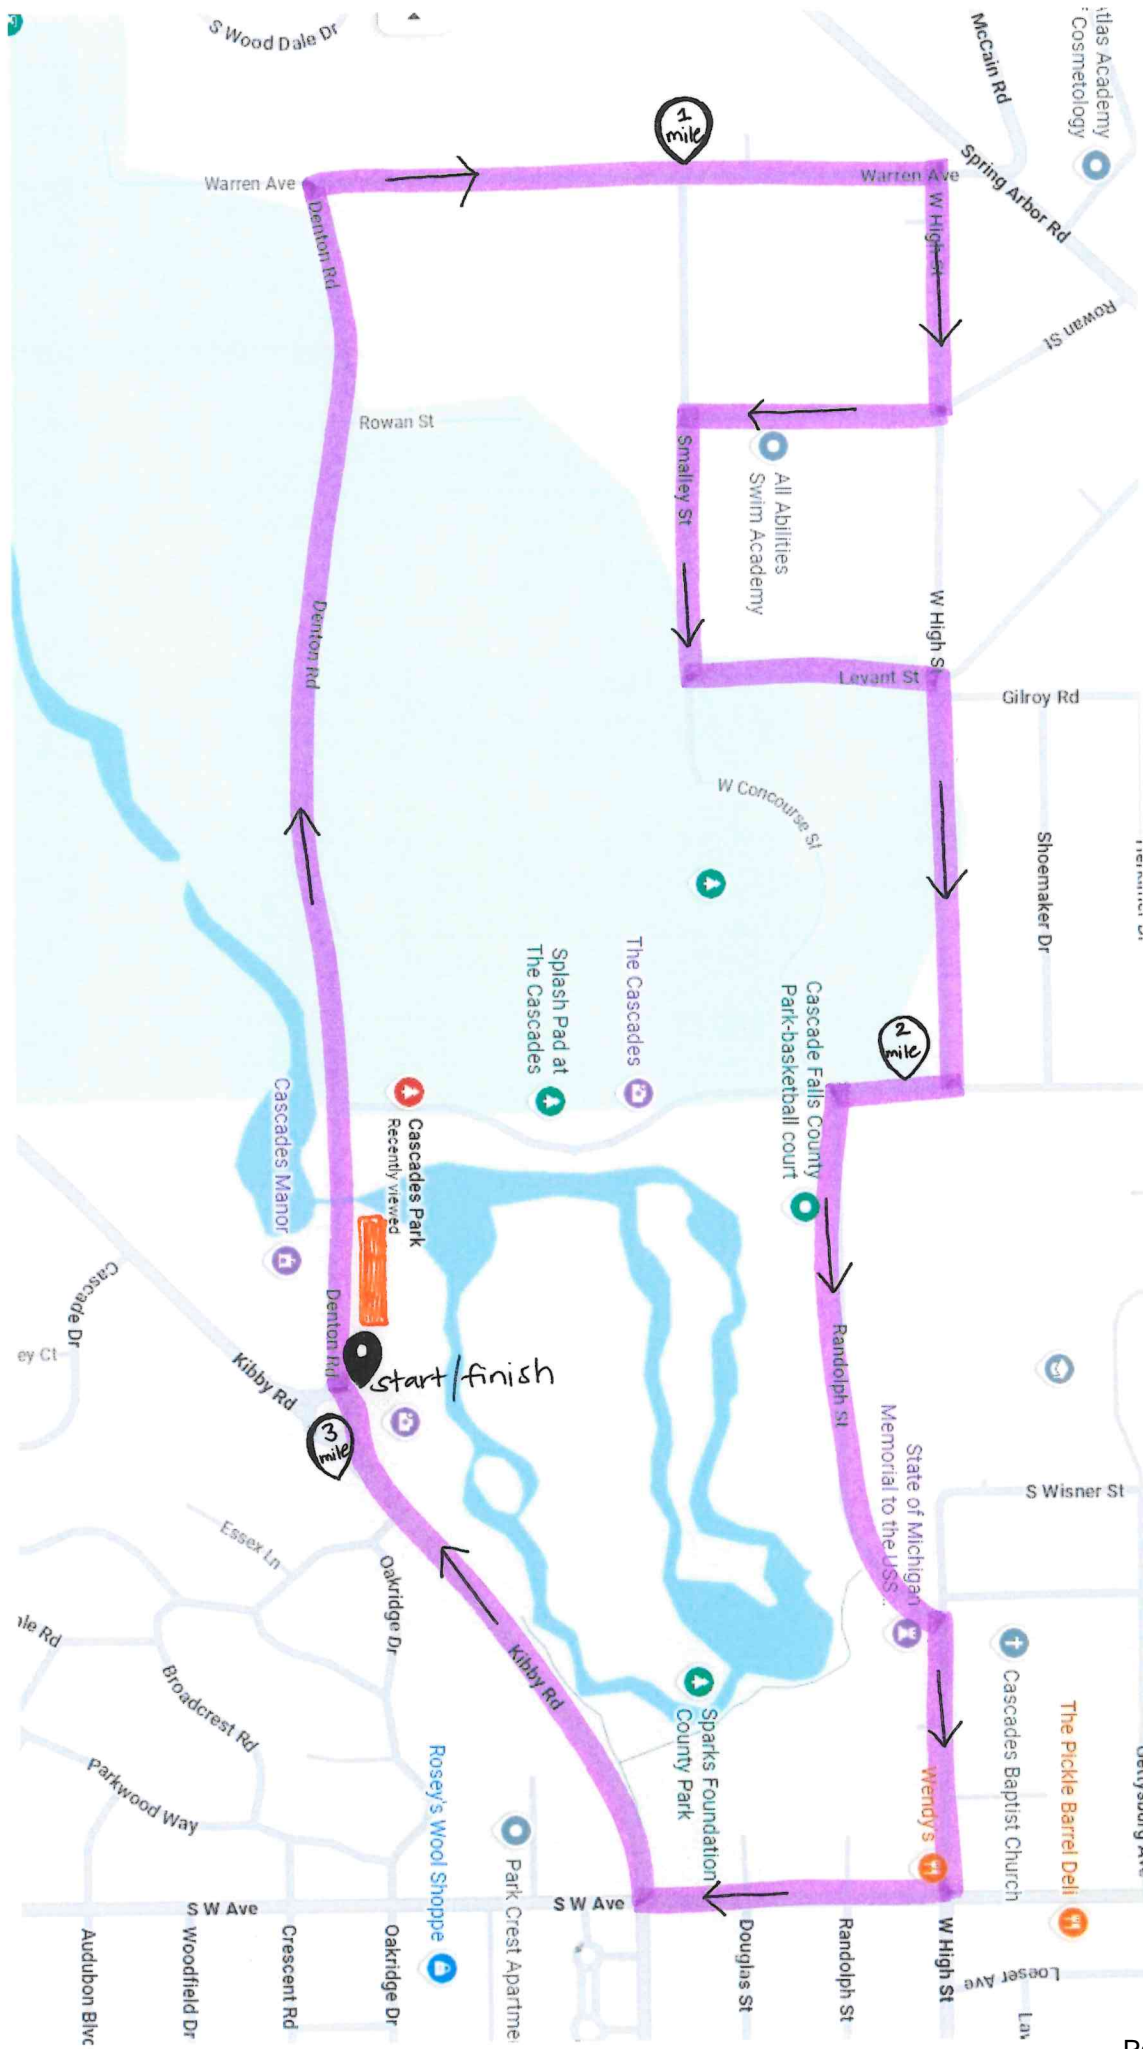 S Wood Dale Dr
McCain Rd
tlas Academy
Cosmetology
Spring Arbor Rd
1
mile
Warren Ave
Warren Ave
W High St
Denton Rd
Rowan St
Rowan St
All Abilities
Swim Academy
Smalley St
W High St
Levant St
Gilroy Rd
Denton Rd
W Concourse St
Shoemaker Dr
The Cascades
Splash Pad at
The Cascades
Cascade Falls County
Park-basketball court
2
mile
Cascades Park
Recently viewed
Cascades Manor
Cascade Dr
ey Ct
Kibby Rd
Denton Rd
start/finish
3
mile
Randolph St
State of Michigan
Memorial to the USS...
S Wisner St
Essex Ln
Oakridge Dr
Kibby Rd
Broadcrest Rd
Parkwood Way
Rosey's Wool Shoppe
Park Crest Apartme
Sparks Foundation
County Park
Wendy's
Cascades Baptist Church
The Pickle Barrel Deli
S W Ave
S W Ave
Audubon Blvd
Woodfield Dr
Crescent Rd
Oakridge Dr
Douglas St
Randolph St
W High St
Loeser Ave